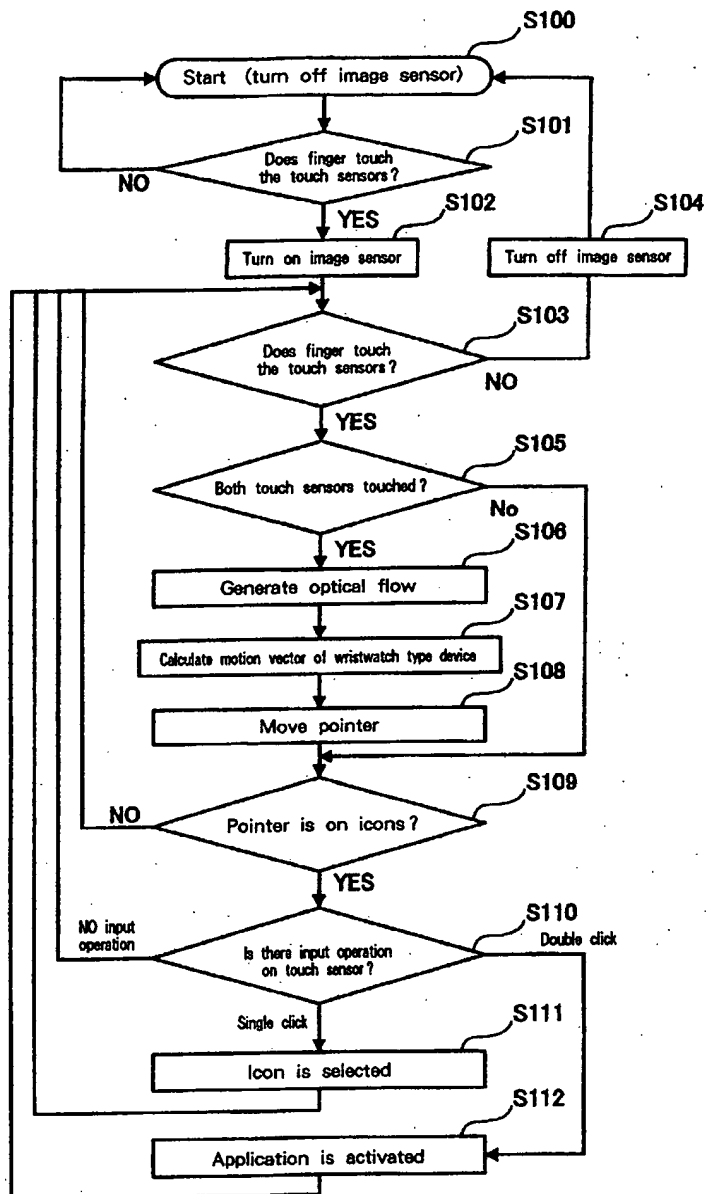 S100
Start (turn off image sensor)
S101
Does finger touch
the touch sensors?
NO
YES
S102
S104
Turn on image sensor
Turn off image sensor
S103
Does finger touch
the touch sensors?
NO
YES
S105
Both touch sensors touched?
No
YES
S106
Generate optical flow
S107
Calculate motion vector of wristwatch type device
S108
Move pointer
S109
NO
Pointer is on icons?
YES
S110
NO input
operation
Double click
Is there input operation
on touch sensor?
Single click
S111
Icon is selected
S112
Application is activated